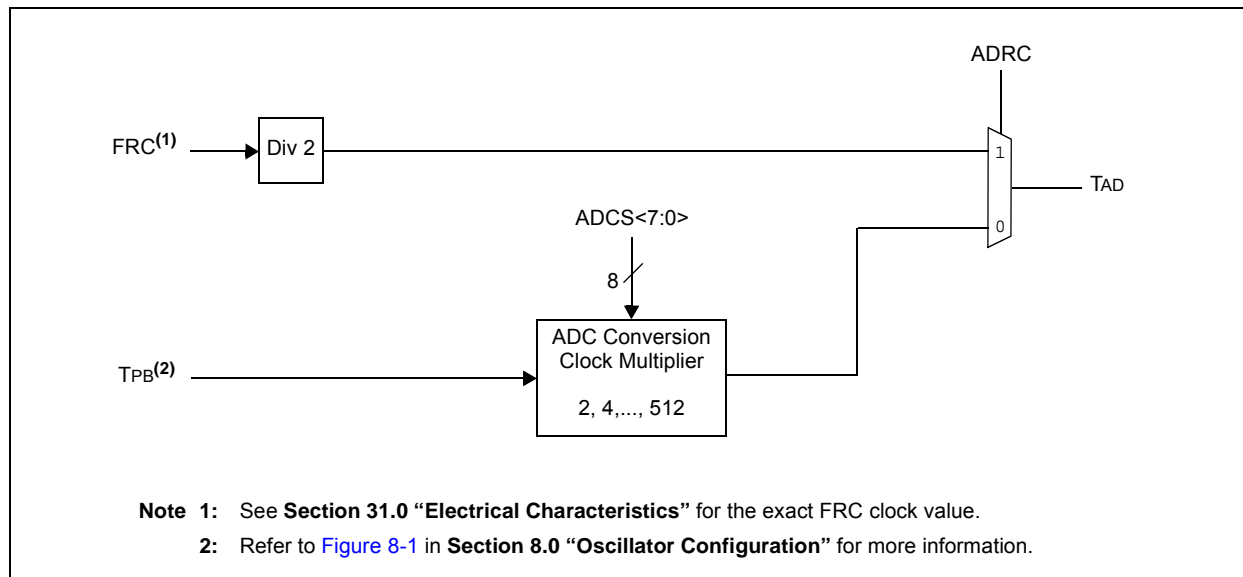 ADRC
FRC(1)
Div 2
1
TAD
ADCS<7:0>
0
8
ADC Conversion
Clock Multiplier
2, 4,..., 512
TPB(2)
Note 1: See Section 31.0 “Electrical Characteristics” for the exact FRC clock value.
2: Refer to Figure 8-1 in Section 8.0 “Oscillator Configuration” for more information.